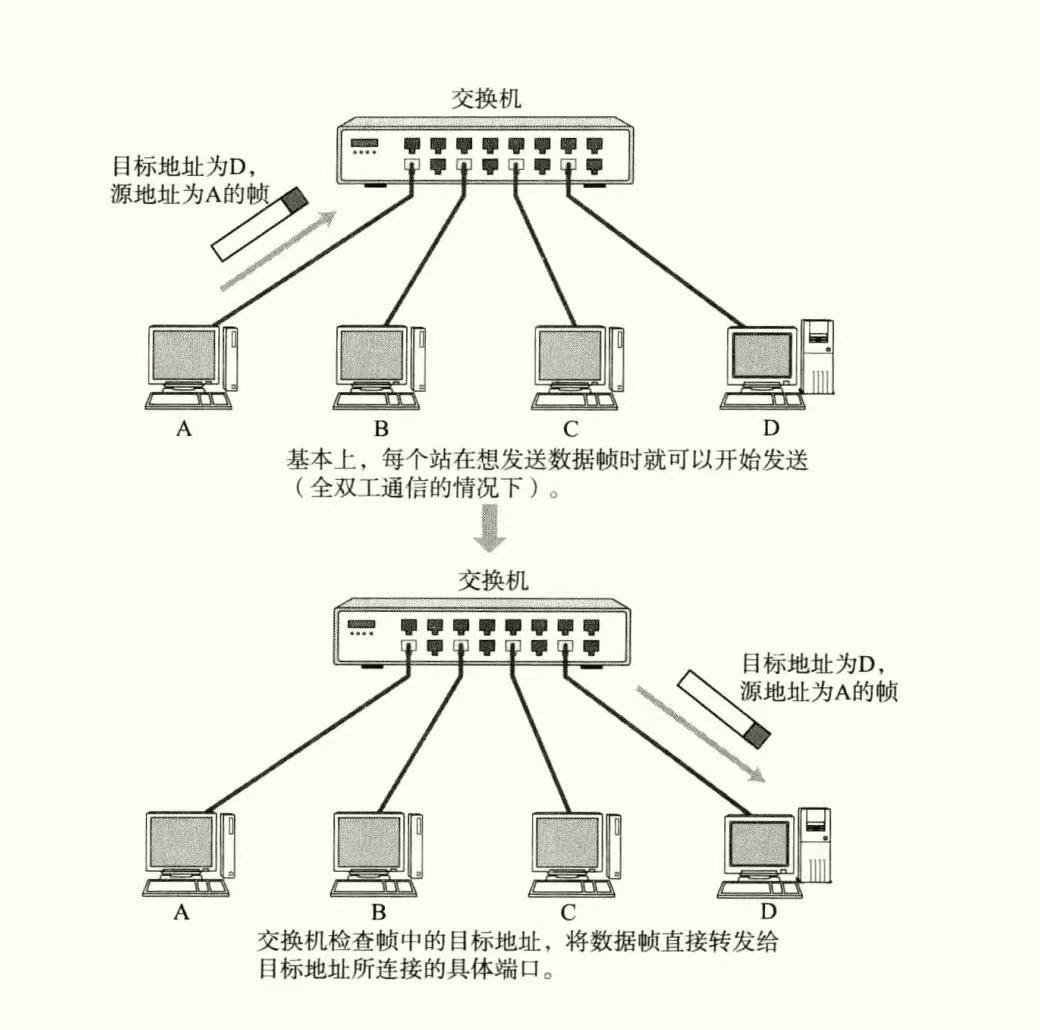 交换机
目标地址为D，
源地址为A的帧
A
B
C
D
基本上，每个站在想发送数据帧时就可以开始发送
（全双工通信的情况下）。
交换机
目标地址为D，
源地址为A的帧
A
B
C
D
交换机检查帧中的目标地址，将数据帧直接转发给
目标地址所连接的具体端口。